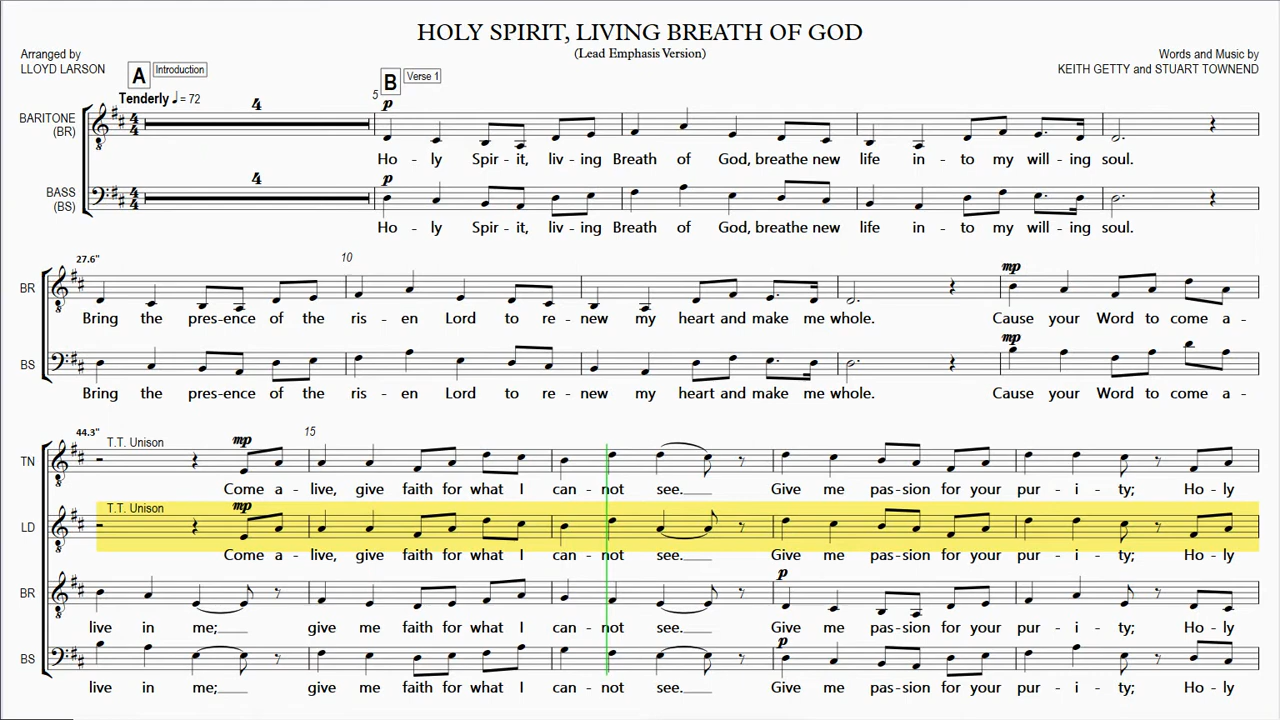 HOLY SPIRIT, LIVING BREATH OF GOD
(Lead Emphasis Version)
Arranged by
LLOYD LARSON
Words and Music by
KEITH GETTY and STUART TOWNEND
A Introduction
B Verse 1
Tenderly ♩ = 72
4
5
p
BARITONE
(BR)
Ho - ly Spir - it, liv - ing Breath of God, breathe new life in - to my will - ing soul.
4
p
BASS
(BS)
Ho - ly Spir - it, liv - ing Breath of God, breathe new life in - to my will - ing soul.
27.6"
10
mp
BR
Bring the pres - ence of the ris - en Lord to re - new my heart and make me whole. Cause your Word to come a -
mp
BS
Bring the pres - ence of the ris - en Lord to re - new my heart and make me whole. Cause your Word to come a -
44.3"
T.T. Unison
mp
15
TN
Come a - live, give faith for what I can - not see.___ Give me pas - sion for your pur - i - ty; Ho - ly
T.T. Unison
mp
LD
Come a - live, give faith for what I can - not see.___ Give me pas - sion for your pur - i - ty; Ho - ly
p
BR
live in me,___ give me faith for what I can - not see.___ Give me pas - sion for your pur - i - ty; Ho - ly
p
BS
live in me,___ give me faith for what I can - not see.___ Give me pas - sion for your pur - i - ty; Ho - ly